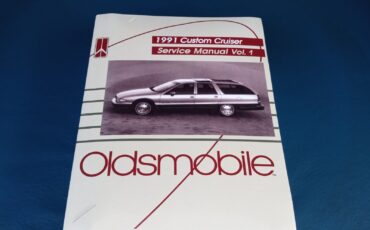 1991 Custom Cruiser
Service Manual Vol. 1
Oldsmobile